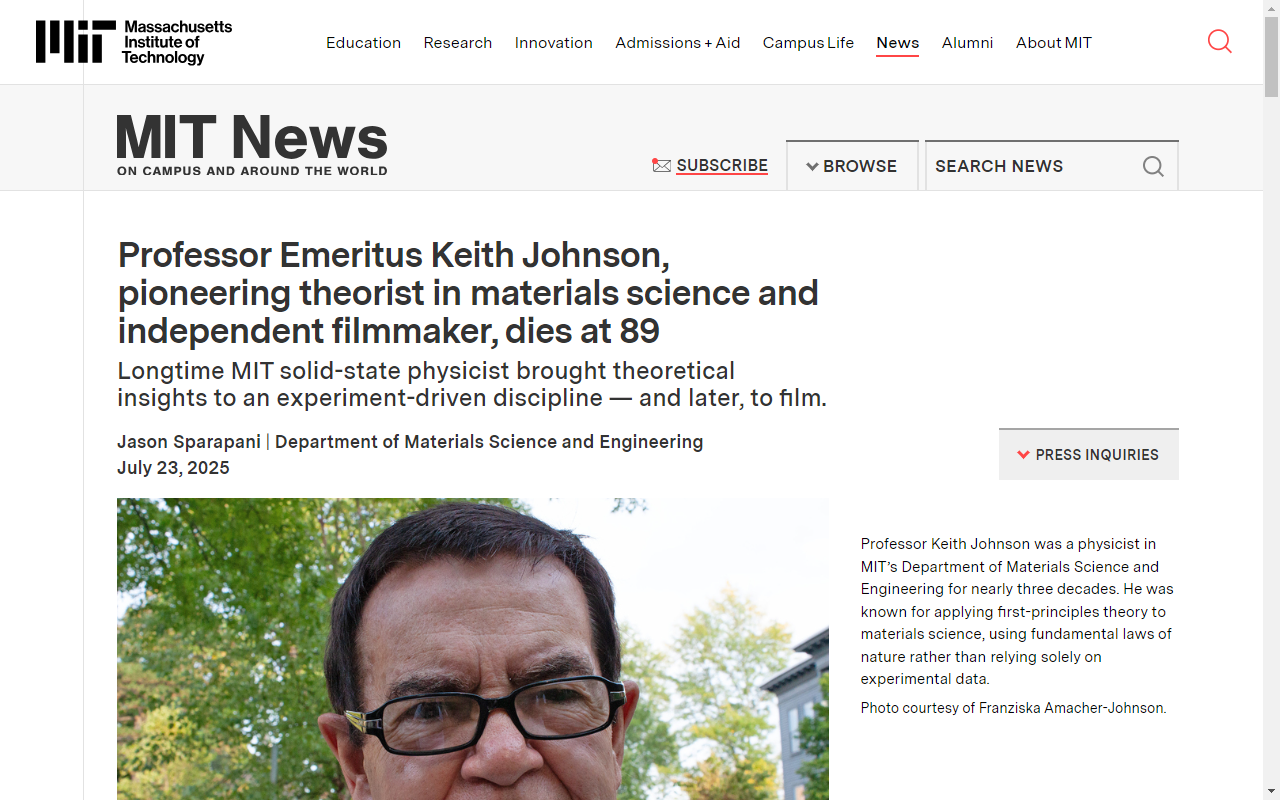 Massachusetts
Institute of
Technology
Education
Research
Innovation
Admissions + Aid
Campus Life
News
Alumni
About MIT
MIT News
ON CAMPUS AND AROUND THE WORLD
SUBSCRIBE
BROWSE
SEARCH NEWS
Professor Emeritus Keith Johnson,
pioneering theorist in materials science and
independent filmmaker, dies at 89
Longtime MIT solid-state physicist brought theoretical
insights to an experiment-driven discipline — and later, to film.
Jason Sparapani | Department of Materials Science and Engineering
July 23, 2025
PRESS INQUIRIES
Professor Keith Johnson was a physicist in
MIT’s Department of Materials Science and
Engineering for nearly three decades. He was
known for applying first-principles theory to
materials science, using fundamental laws of
nature rather than relying solely on
experimental data.
Photo courtesy of Franziska Amacher-Johnson.